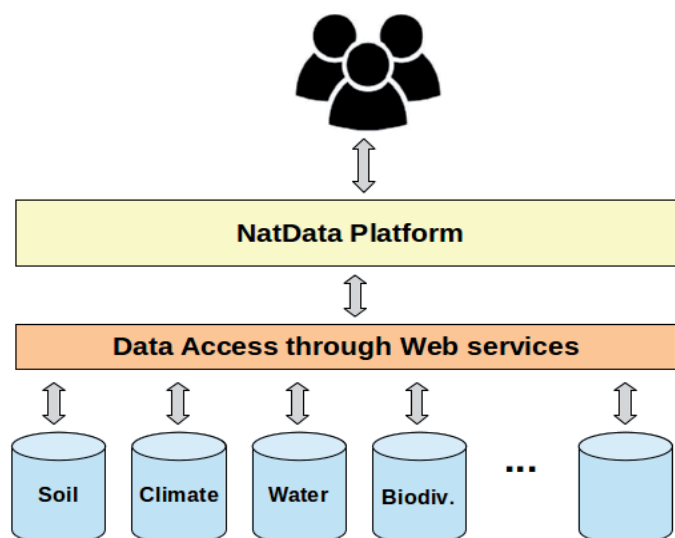 NatData Platform
Data Access through Web services
Soil Climate Water Biodiv. ...